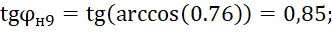 tgφн9 = tg(arccos(0.76)) = 0,85;